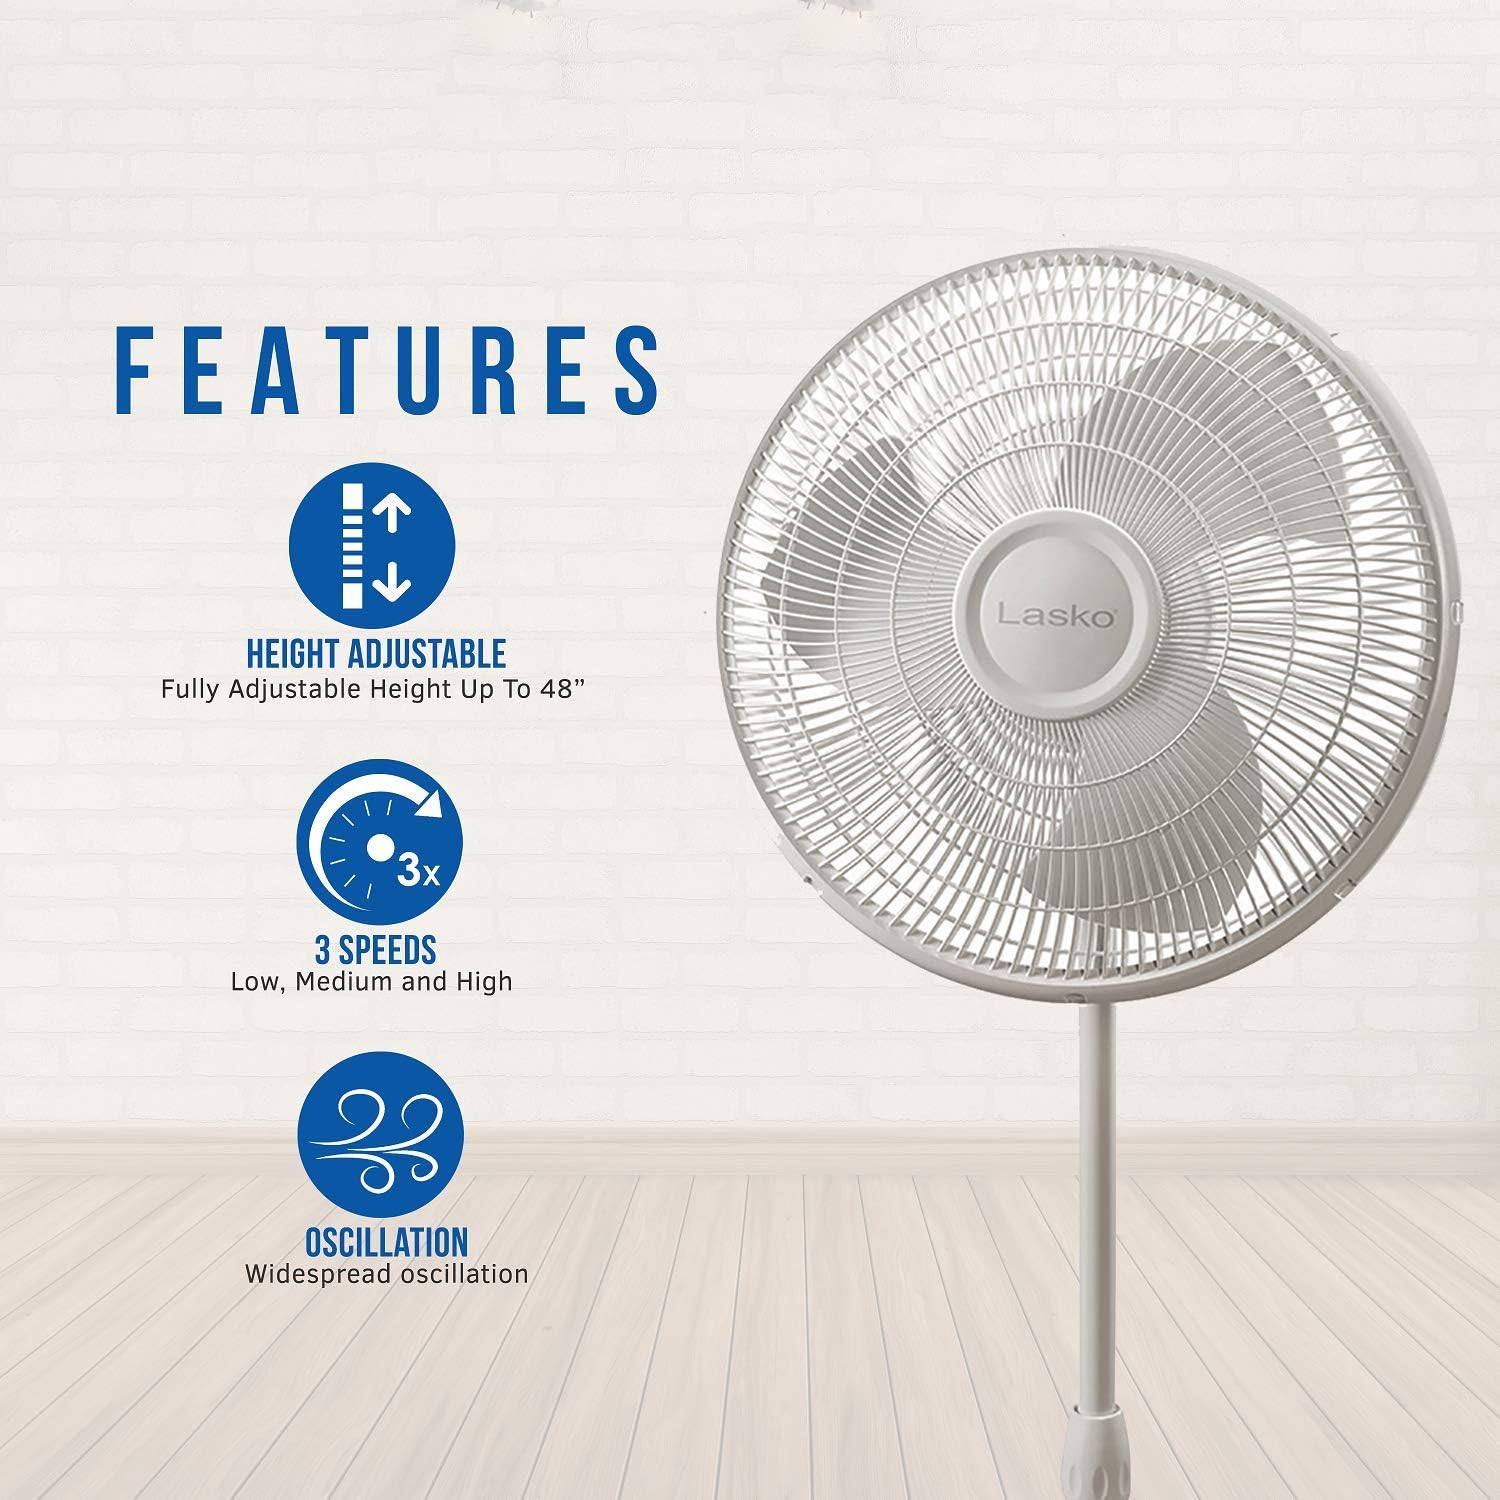 FEATURES
HEIGHT ADJUSTABLE
Fully Adjustable Height Up To 48”
3x
3 SPEEDS
Low, Medium and High
OSCILLATION
Widespread oscillation
Lasko®